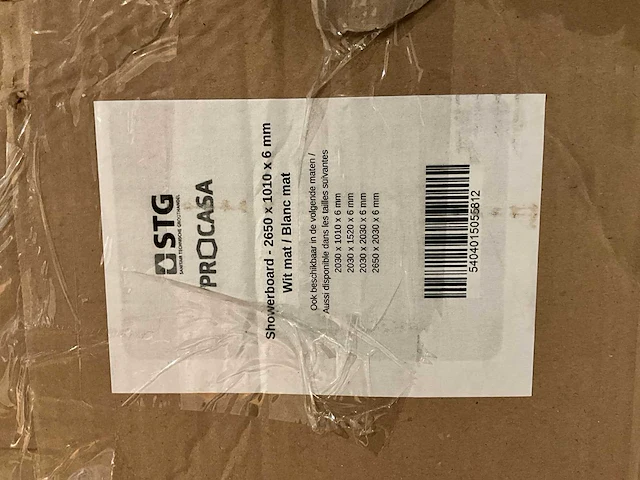 STG
SANITAIR TECHNISCHE GROOTHANDEL
PROCASA
Showerboard - 2650 x 1010 x 6 mm
Wit mat / Blanc mat
Ook beschikbaar in de volgende maten /
Aussi disponible dans les tailles suivantes
2030 x 1010 x 6 mm
2030 x 1520 x 6 mm
2030 x 2030 x 6 mm
2650 x 2030 x 6 mm
5404015055612